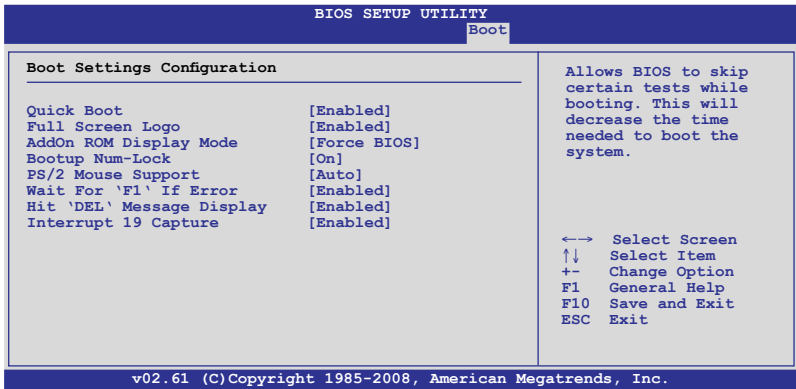 BIOS SETUP UTILITY
Boot
Boot Settings Configuration
Quick Boot [Enabled]
Full Screen Logo [Enabled]
AddOn ROM Display Mode [Force BIOS]
Bootup Num-Lock [On]
PS/2 Mouse Support [Auto]
Wait For ‘F1‘ If Error [Enabled]
Hit ‘DEL‘ Message Display [Enabled]
Interrupt 19 Capture [Enabled]
Allows BIOS to skip
certain tests while
booting. This will
decrease the time
needed to boot the
system.
←→ Select Screen
↑↓ Select Item
+- Change Option
F1 General Help
F10 Save and Exit
ESC Exit
v02.61 (C)Copyright 1985-2008, American Megatrends, Inc.